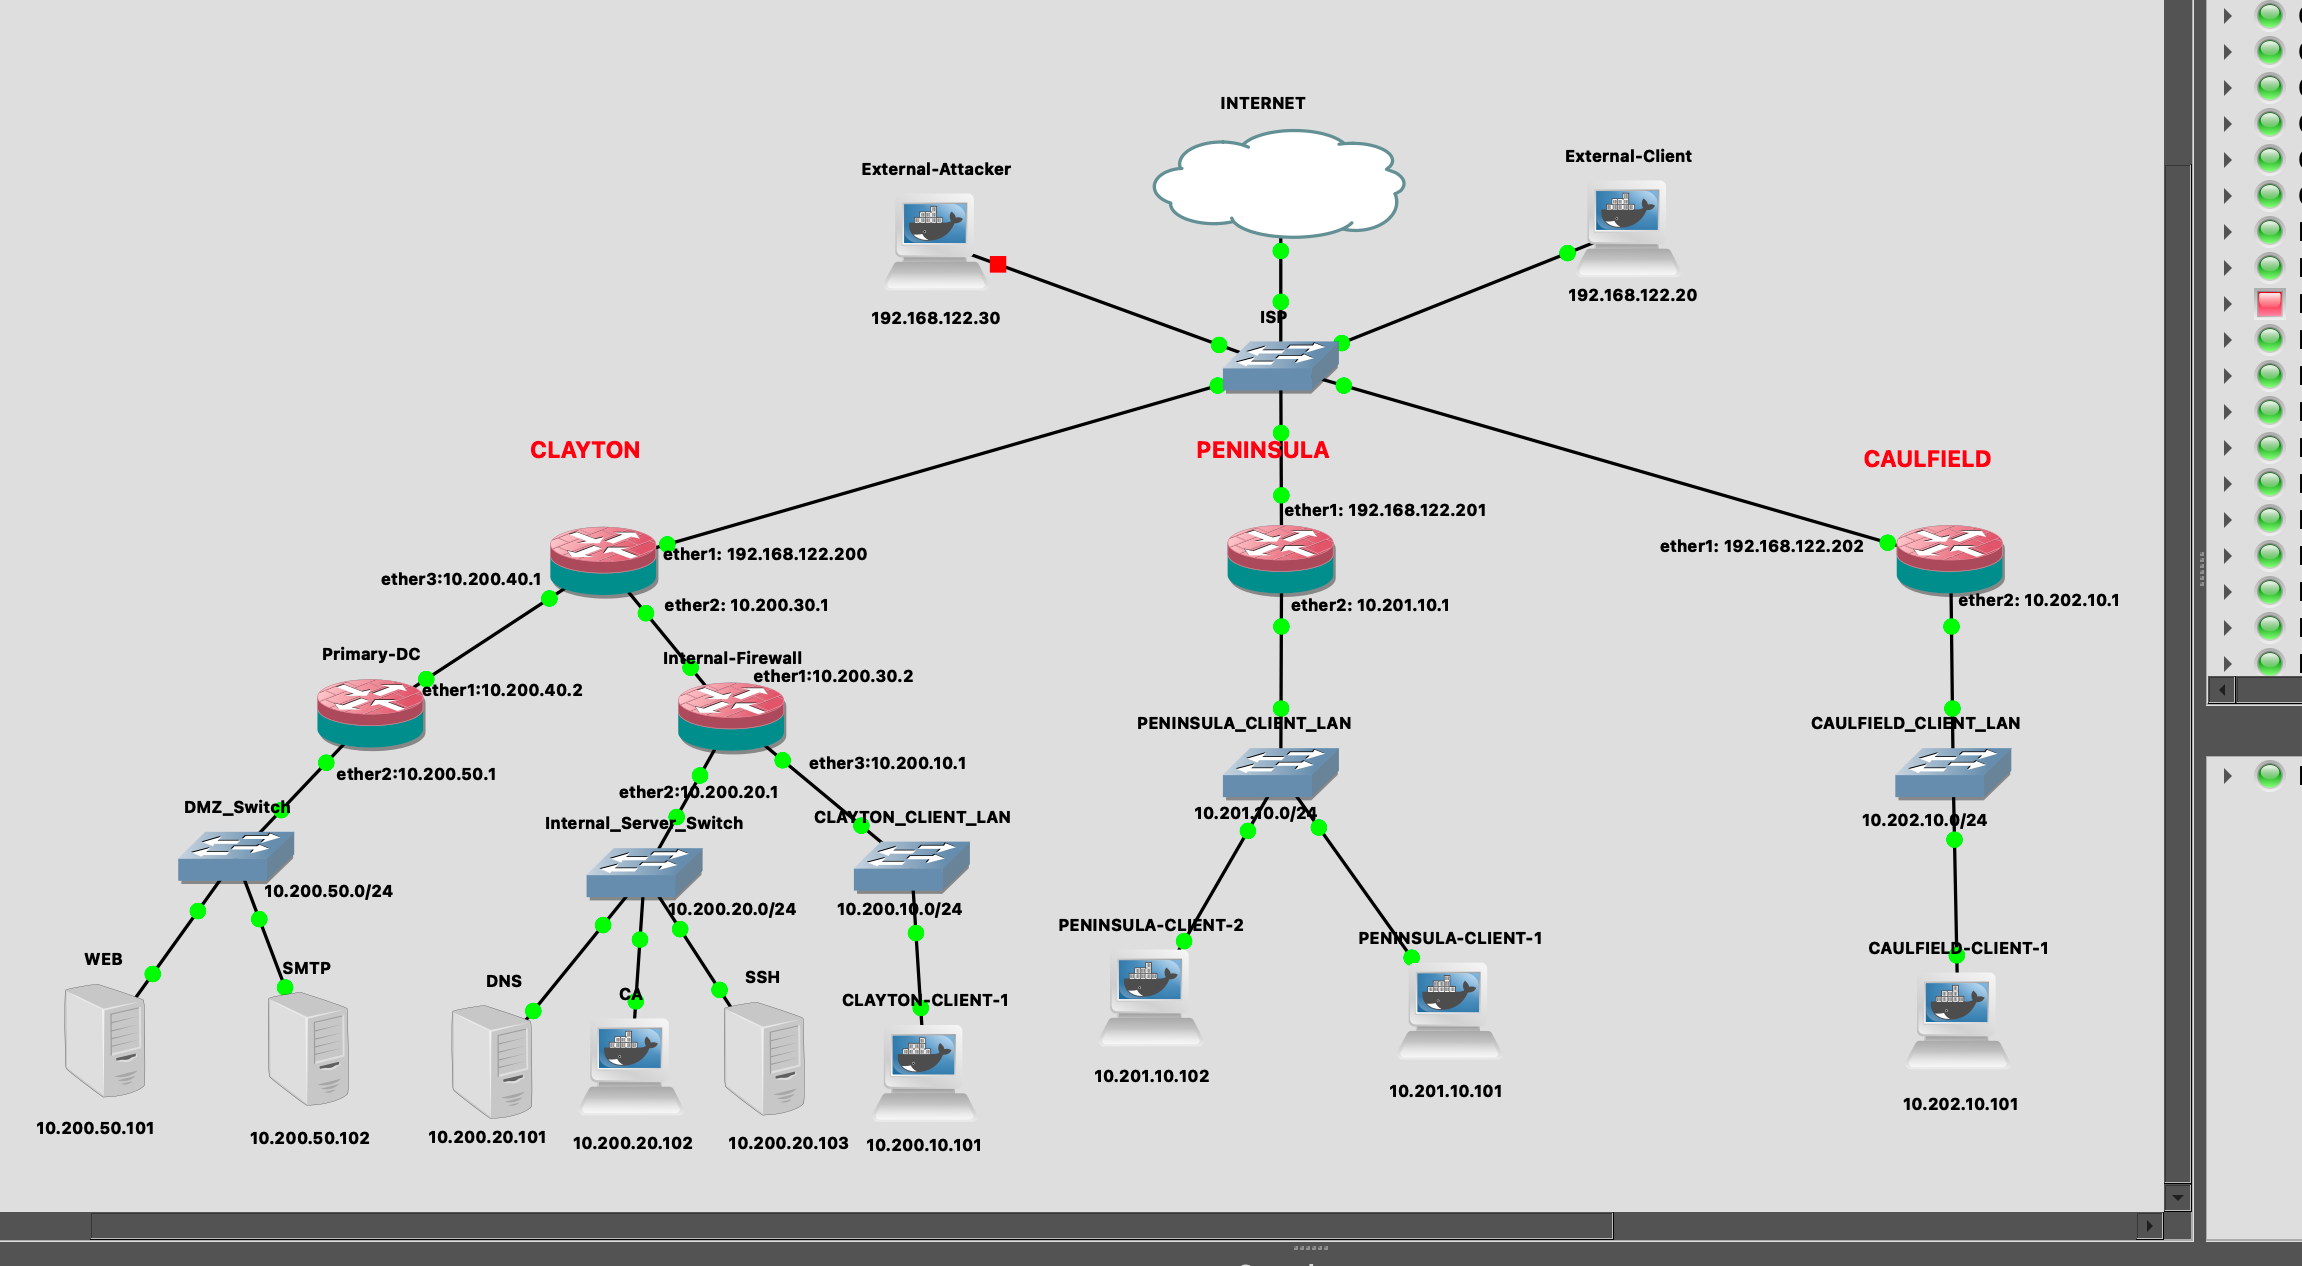 INTERNET
External-Attacker
External-Client
192.168.122.30
192.168.122.20
ISP
CLAYTON
PENINSULA
CAULFIELD
ether1: 192.168.122.201
ether1: 192.168.122.200
ether1: 192.168.122.202
ether3:10.200.40.1
ether2: 10.200.30.1
ether2: 10.201.10.1
ether2: 10.202.10.1
Primary-DC
Internal-Firewall
ether1:10.200.40.2
ether1:10.200.30.2
PENINSULA_CLIENT_LAN
CAULFIELD_CLIENT_LAN
ether2:10.200.50.1
ether3:10.200.10.1
ether2:10.200.20.1
DMZ_Switch
Internal_Server_Switch
CLAYTON_CLIENT_LAN
10.201.10.0/24
10.202.10.0/24
10.200.50.0/24
10.200.20.0/24
10.200.10.0/24
PENINSULA-CLIENT-2
PENINSULA-CLIENT-1
CAULFIELD-CLIENT-1
WEB
SMTP
DNS
CA
SSH
CLAYTON-CLIENT-1
10.201.10.102
10.201.10.101
10.202.10.101
10.200.50.101
10.200.50.102
10.200.20.101
10.200.20.102
10.200.20.103
10.200.10.101